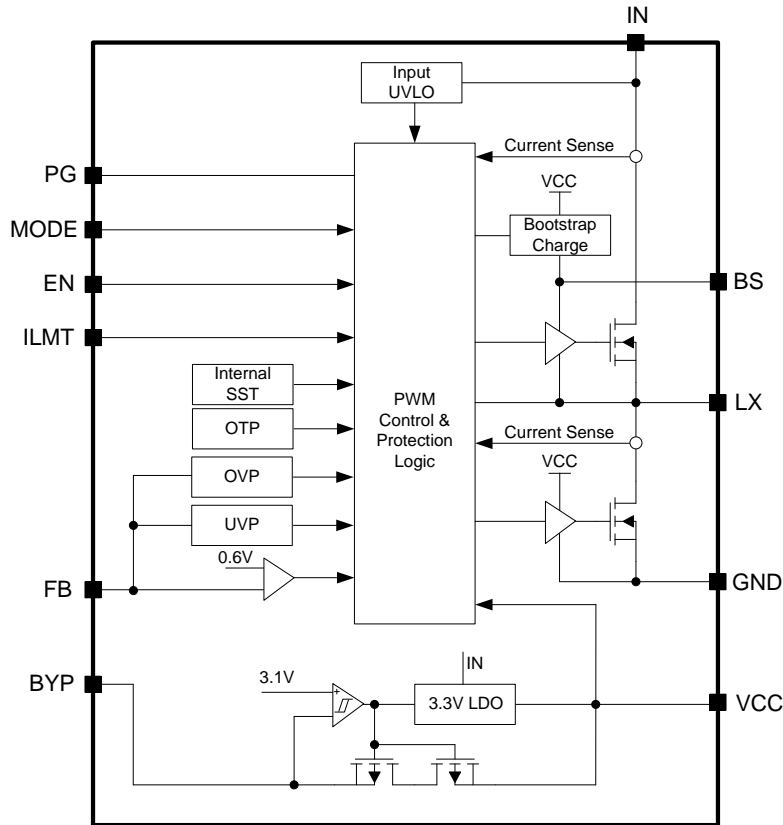 IN
Input
UVLO
Current Sense
PG
VCC
MODE
Bootstrap
Charge
EN
BS
ILMT
Internal
SST
PWM
Control &
Protection
Logic
LX
OTP
Current Sense
OVP
VCC
UVP
0.6V
FB
GND
IN
BYP
3.1V
+
-
3.3V LDO
VCC